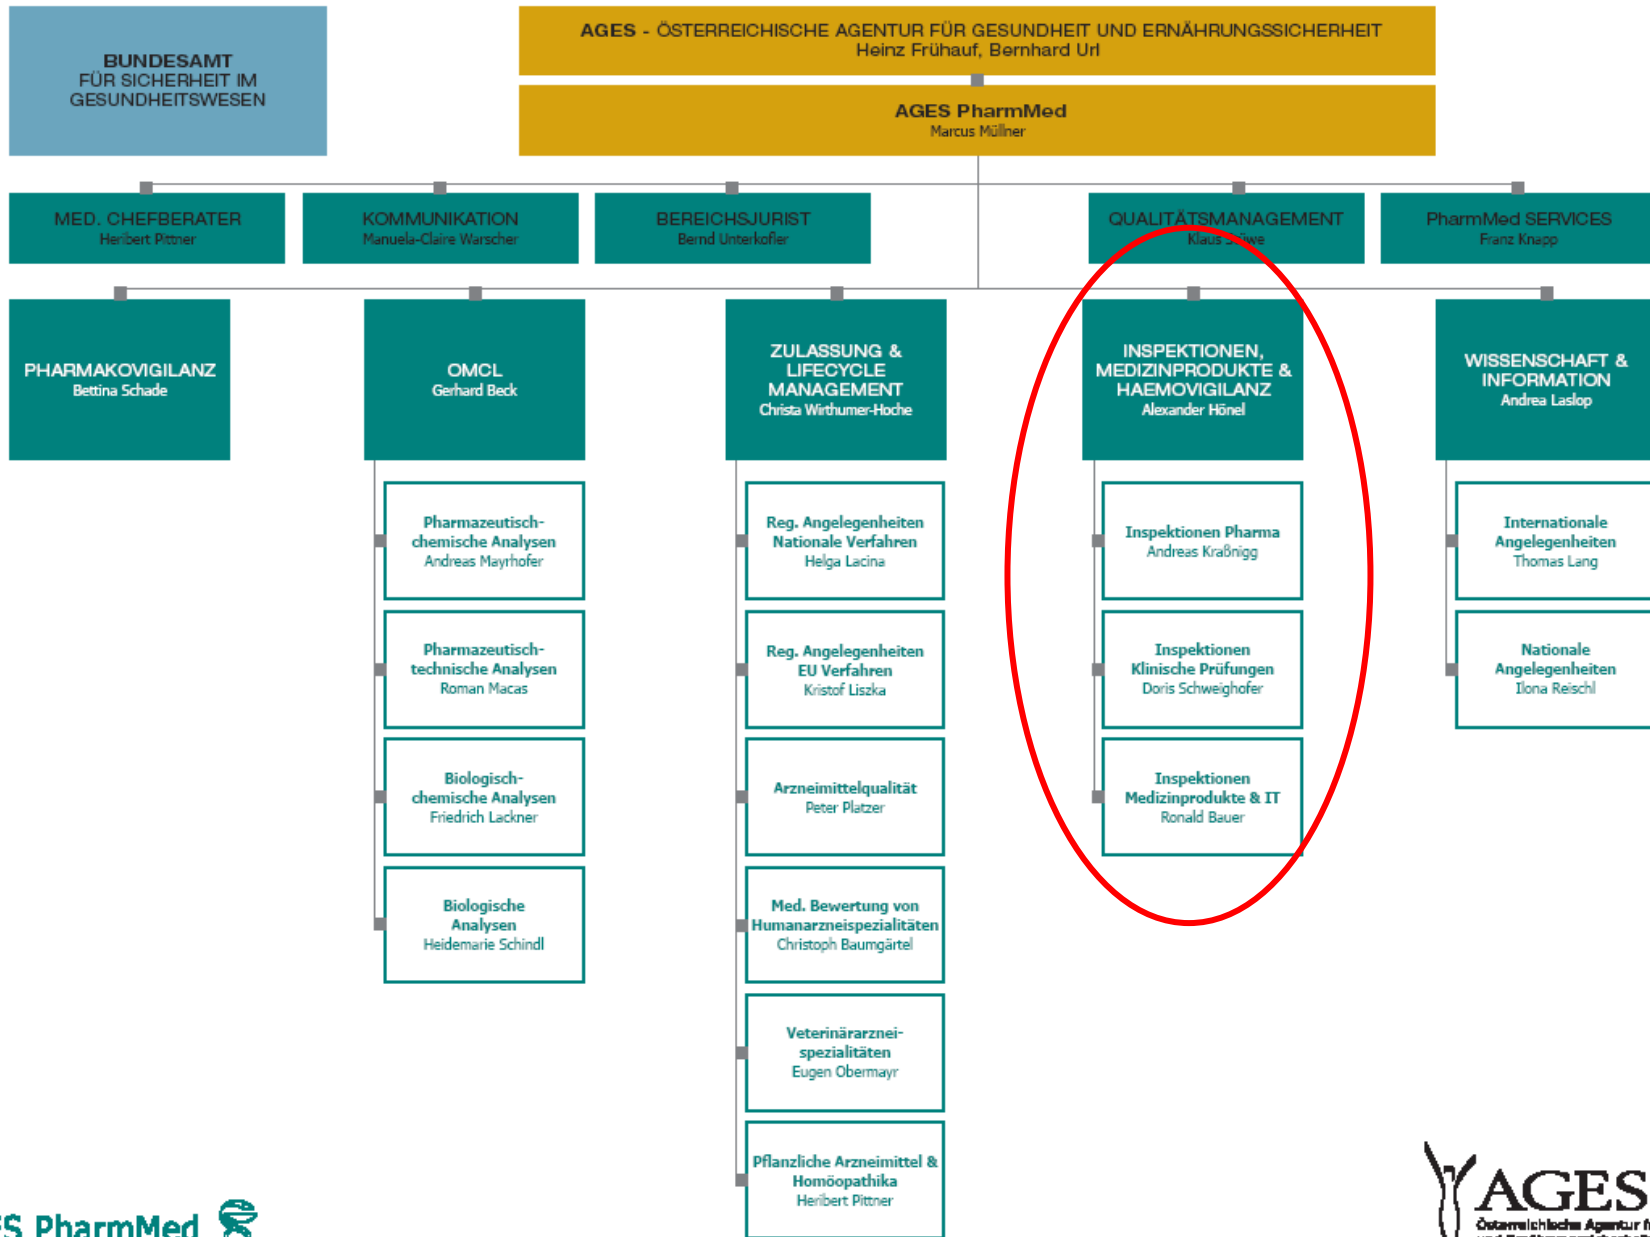 BUNDESAMT
FÜR SICHERHEIT IM
GESUNDHEITSWESEN
AGES - ÖSTERREICHISCHE AGENTUR FÜR GESUNDHEIT UND ERNÄHRUNGSSICHERHEIT
Heinz Frühauf, Bernhard Url
AGES PharmMed
Marcus Müllner
MED. CHEFBERATER
Heribert Pittner
KOMMUNIKATION
Manuela-Claire Warscher
BEREICHSJURIST
Bernd Unterkofler
QUALITÄTSMANAGEMENT
Klaus
PharmMed SERVICES
Franz Knapp
PHARMAKOVIGILANZ
Bettina Schade
OMCL
Gerhard Beck
ZULASSUNG &
LIFECYCLE
MANAGEMENT
Christa Wirthumer-Hoche
INSPEKTIONEN,
MEDIZINPRODUKTE &
HAEMOVIGILANZ
Alexander Hönel
WISSENSCHAFT &
INFORMATION
Andrea Laslop
Pharmazeutisch-
chemische Analysen
Andreas Mayrhofer
Pharmazeutisch-
technische Analysen
Roman Macas
Biologisch-
chemische Analysen
Friedrich Lackner
Biologische
Analysen
Heidemarie Schindl
Reg. Angelegenheiten
Nationale Verfahren
Helga Lacina
Reg. Angelegenheiten
EU Verfahren
Kristof Liszka
Arzneimittelqualität
Peter Platzer
Med. Bewertung von
Humanarzneispezialitäten
Christoph Baumgärtel
Veterinärarznei-
spezialitäten
Eugen Obermayr
Pflanzliche Arzneimittel &
Homöopathika
Heribert Pittner
Inspektionen Pharma
Andreas Kraßnigg
Inspektionen
Klinische Prüfungen
Doris Schweighofer
Inspektionen
Medizinprodukte & IT
Ronald Bauer
Internationale
Angelegenheiten
Thomas Lang
Nationale
Angelegenheiten
Ilona Reischl
ES PharmMed
AGES
Österreichische Agentur